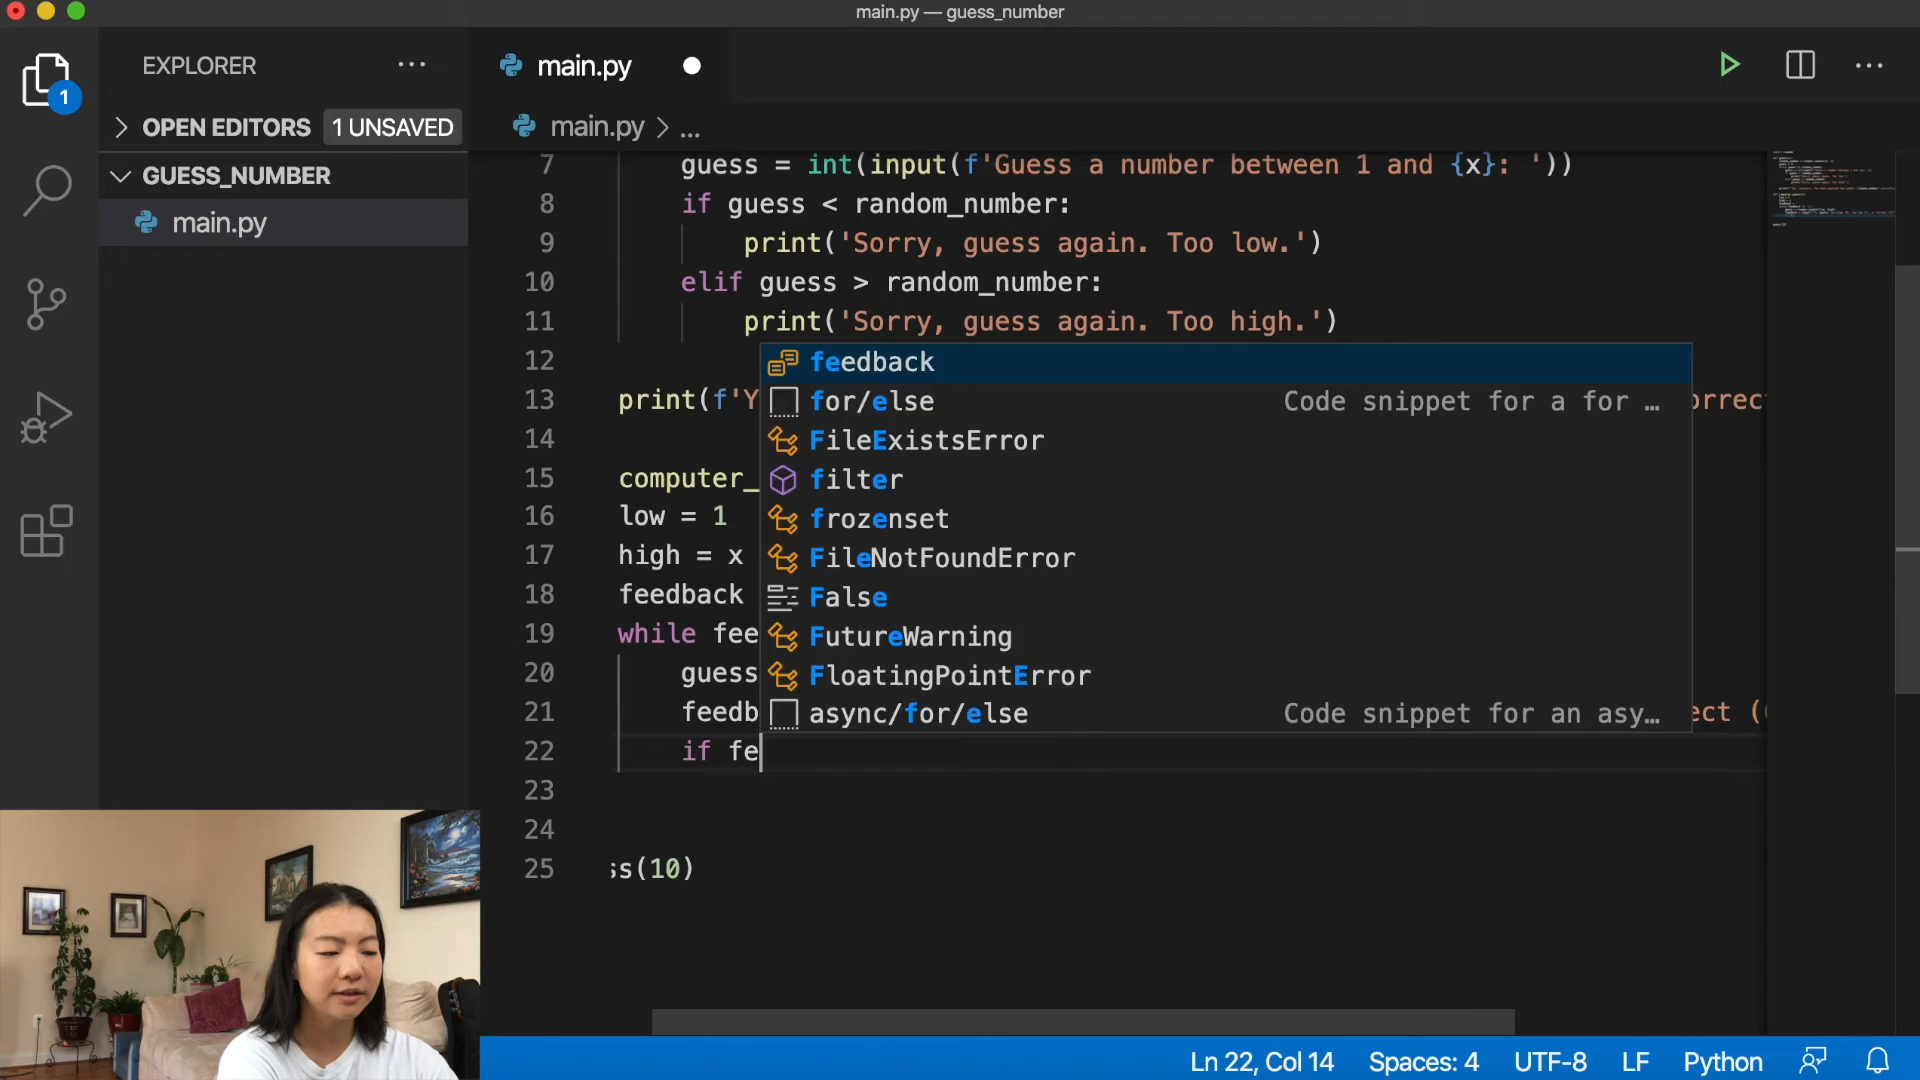 main.py — guess_number
EXPLORER
main.py
1
OPEN EDITORS
1 UNSAVED
main.py > ...
GUESS_NUMBER
main.py
7 guess = int(input(f'Guess a number between 1 and {x}: '))
8 if guess < random_number:
9 print('Sorry, guess again. Too low.')
10 elif guess > random_number:
11 print('Sorry, guess again. Too high.')
12
13 print(f'Y
14
15 computer_
16 low = 1
17 high = x
18 feedback
19 while fee
20 guess
21 feedb
22 if fe
23
24
25 ss(10)
feedback
for/else Code snippet for a for …
FileExistsError
filter
frozenset
FileNotFoundError
False
FutureWarning
FloatingPointError
async/for/else Code snippet for an asy…
orrect
ect (
Ln 22, Col 14
Spaces: 4
UTF-8
LF
Python